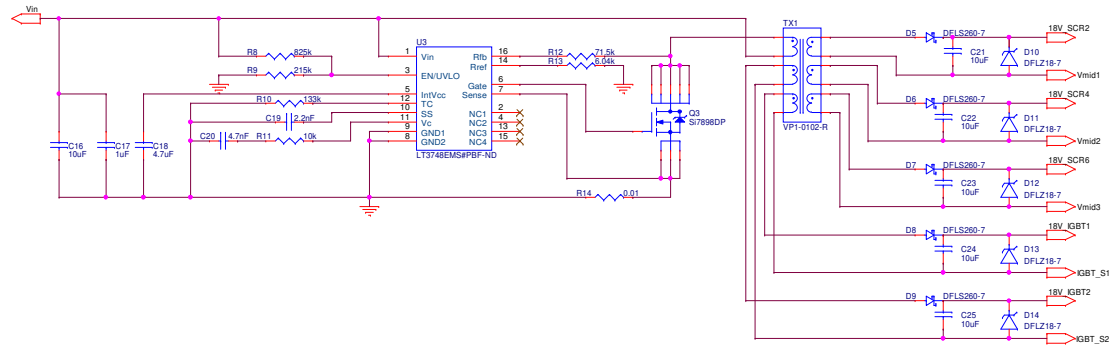 Vin
R8 825k
R9 215k
R10 133k
C19 2.2nF
C20 4.7nF R11 10k
C16
10uF
C17
1uF
C18
4.7uF
U3
1 Vin
3 EN/UVLO
5 IntVcc
12 TC
10 SS
11 Vc
9 GND1
8 GND2
Rfb 16
Rref 14
Gate 6
Sense 7
NC1 2
NC2 4
NC3 13
NC4 15
LT3748EMS#PBF-ND
R12 71.5k
R13 6.04k
Q3
Si7898DP
R14 0.01
TX1
VP1-0102-R
D5 DFLS260-7
C21
10uF
D10
DFLZ18-7
18V_SCR2
Vmid1
D6 DFLS260-7
C22
10uF
D11
DFLZ18-7
18V_SCR4
Vmid2
D7 DFLS260-7
C23
10uF
D12
DFLZ18-7
18V_SCR6
Vmid3
D8 DFLS260-7
C24
10uF
D13
DFLZ18-7
18V_IGBT1
IGBT_S1
D9 DFLS260-7
C25
10uF
D14
DFLZ18-7
18V_IGBT2
IGBT_S2